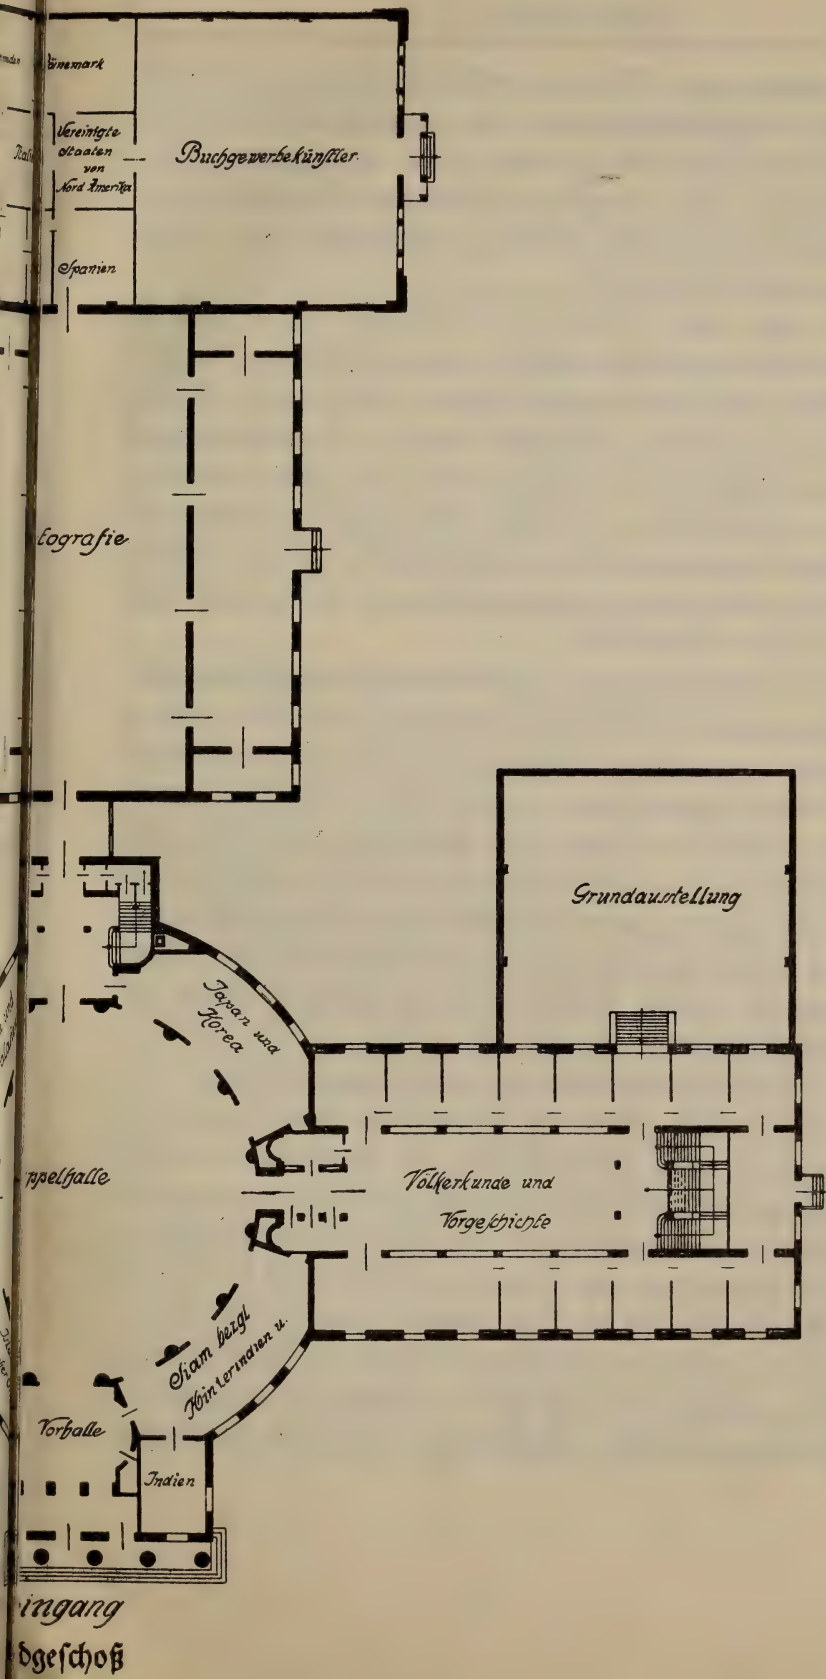 änemark
Vereinigte
Staaten
von
Nord Amerika
Spanien
Buchgewerbekünstler.
tografie
Grundausstellung
Japan und
Korea
ppelhalle
Völkerkunde und
Vorgeschichte
Siam bezgl
Hinterindien u.
Vorhalle
Indien
ingang
dgeschoß